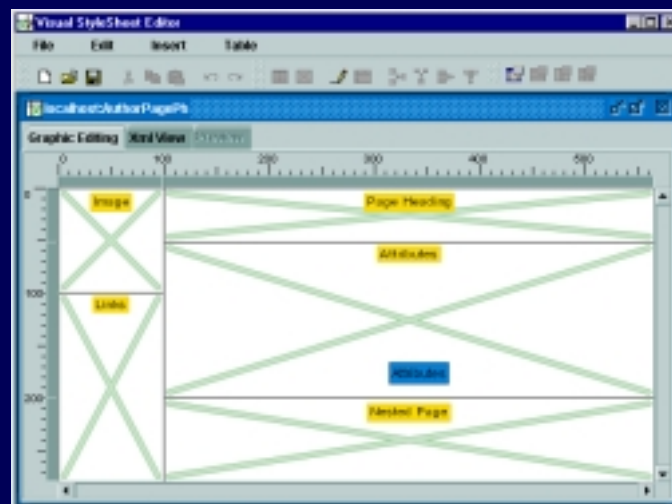 Visual StyleSheet Editor
File Edit Insert Table
localhost:AuthorPagePh
Graphic Editing Xml View Preview
0 100 200 300 400 500
0
Image Page Heading
Attributes
100
Links
Attributes
200
Nested Page